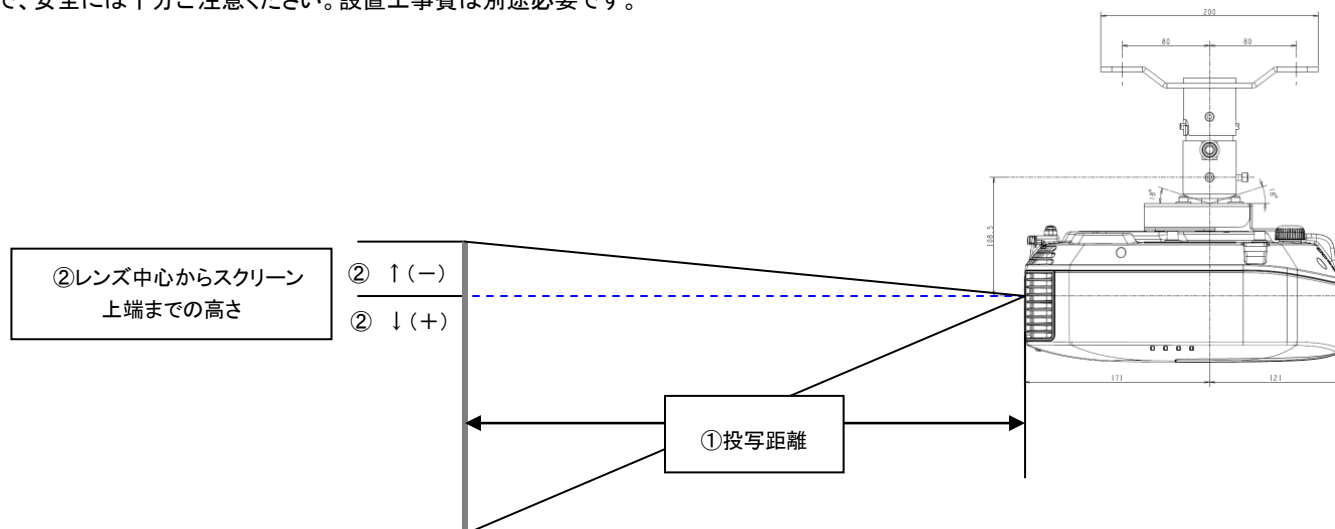 で、安全には十分ご注意ください。設置工事費は別途必要です。
200
80 80
18° 18°
108.5
②レンズ中心からスクリーン
上端までの高さ
② ↑(-)
② ↓(+)
171 121
①投写距離